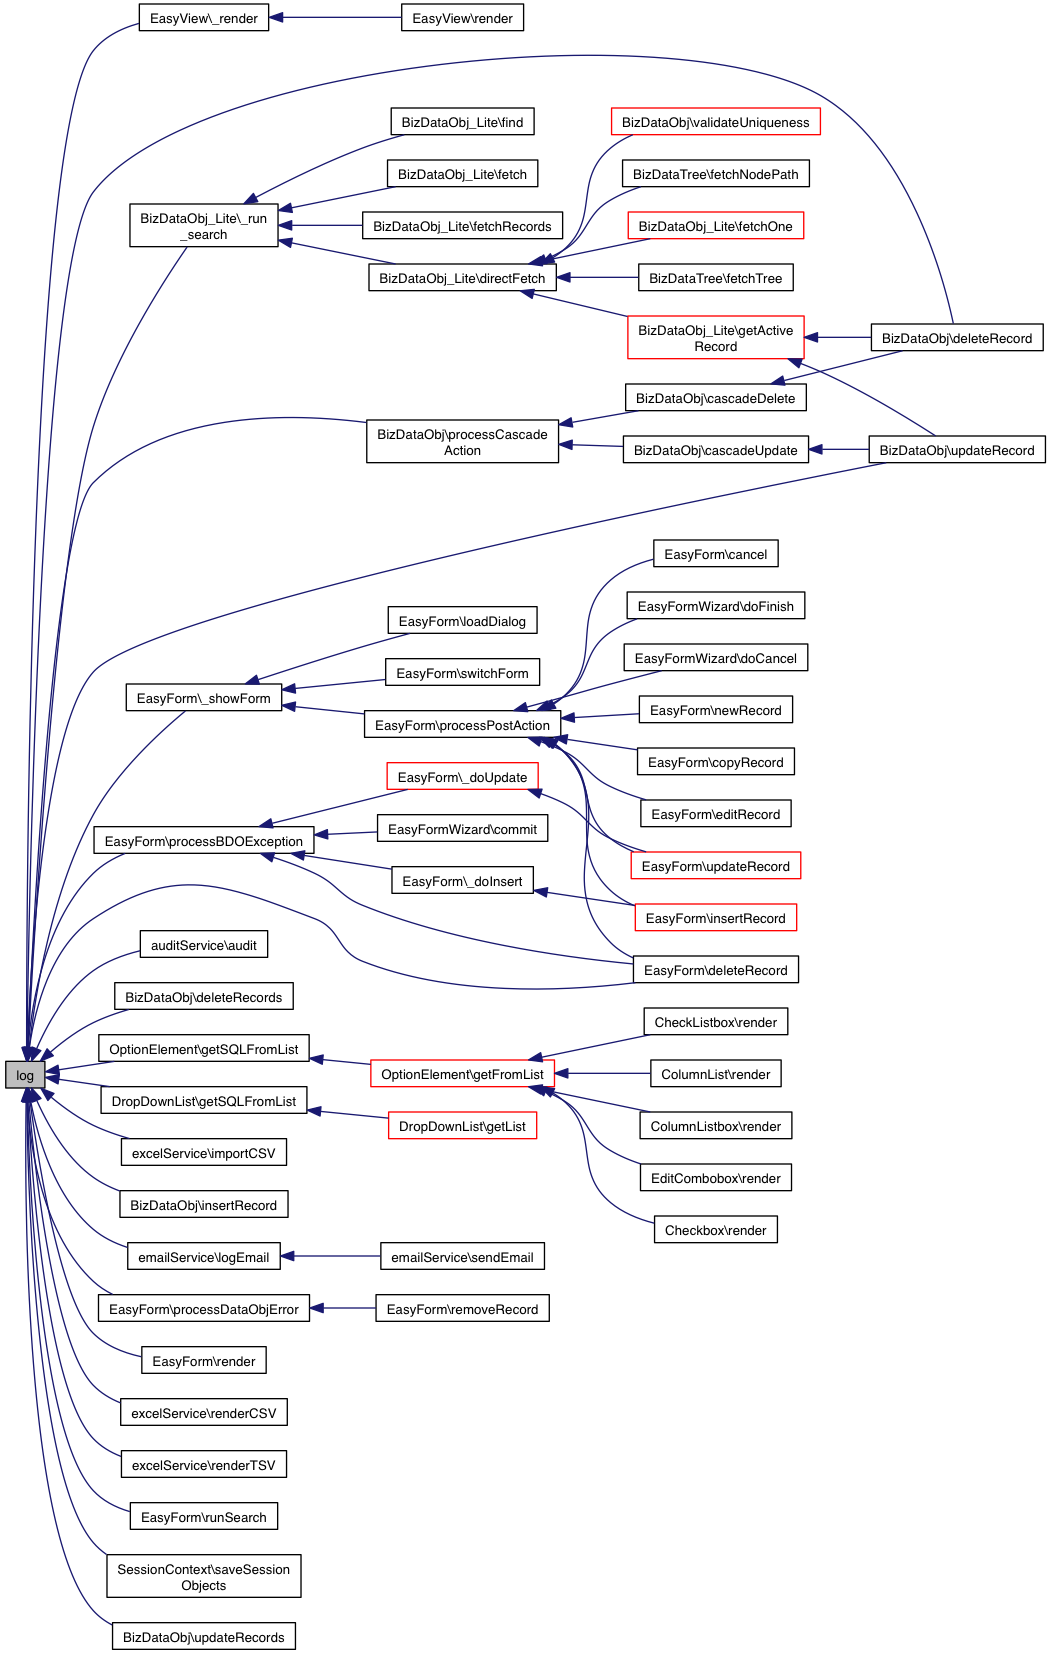 EasyView\_render
EasyView\render
BizDataObj_Lite\find
BizDataObj\validateUniqueness
BizDataObj_Lite\fetch
BizDataTree\fetchNodePath
BizDataObj_Lite\_run
_search
BizDataObj_Lite\fetchRecords
BizDataObj_Lite\fetchOne
BizDataObj_Lite\directFetch
BizDataTree\fetchTree
BizDataObj_Lite\getActive
Record
BizDataObj\deleteRecord
BizDataObj\cascadeDelete
BizDataObj\processCascade
Action
BizDataObj\cascadeUpdate
BizDataObj\updateRecord
EasyForm\cancel
EasyForm\loadDialog
EasyFormWizard\doFinish
EasyForm\switchForm
EasyFormWizard\doCancel
EasyForm\_showForm
EasyForm\processPostAction
EasyForm\newRecord
EasyForm\copyRecord
EasyForm\_doUpdate
EasyForm\editRecord
EasyForm\processBDOException
EasyFormWizard\commit
EasyForm\updateRecord
EasyForm\_doInsert
EasyForm\insertRecord
auditService\audit
EasyForm\deleteRecord
BizDataObj\deleteRecords
CheckListbox\render
OptionElement\getSQLFromList
OptionElement\getFromList
ColumnList\render
log
DropDownList\getSQLFromList
DropDownList\getList
ColumnListbox\render
excelService\importCSV
EditCombobox\render
BizDataObj\insertRecord
Checkbox\render
emailService\logEmail
emailService\sendEmail
EasyForm\processDataObjError
EasyForm\removeRecord
EasyForm\render
excelService\renderCSV
excelService\renderTSV
EasyForm\runSearch
SessionContext\saveSession
Objects
BizDataObj\updateRecords